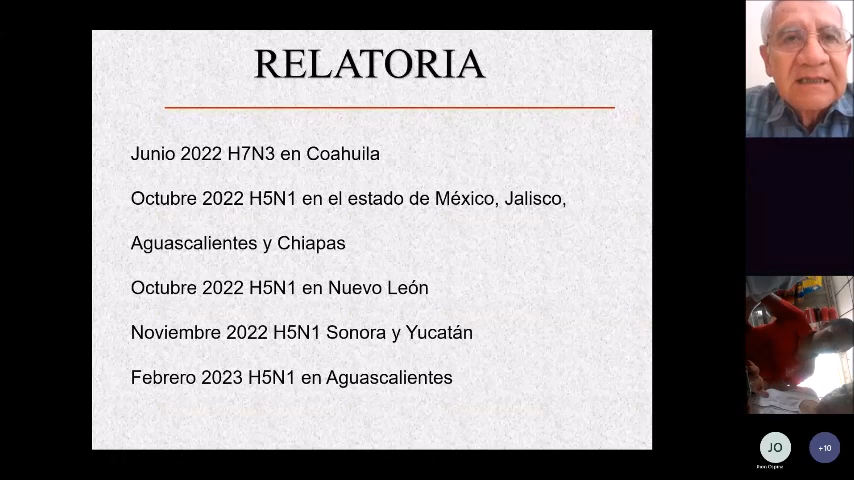 RELATORIA
Junio 2022 H7N3 en Coahuila
Octubre 2022 H5N1 en el estado de México, Jalisco,
Aguascalientes y Chiapas
Octubre 2022 H5N1 en Nuevo León
Noviembre 2022 H5N1 Sonora y Yucatán
Febrero 2023 H5N1 en Aguascalientes
JO
+10